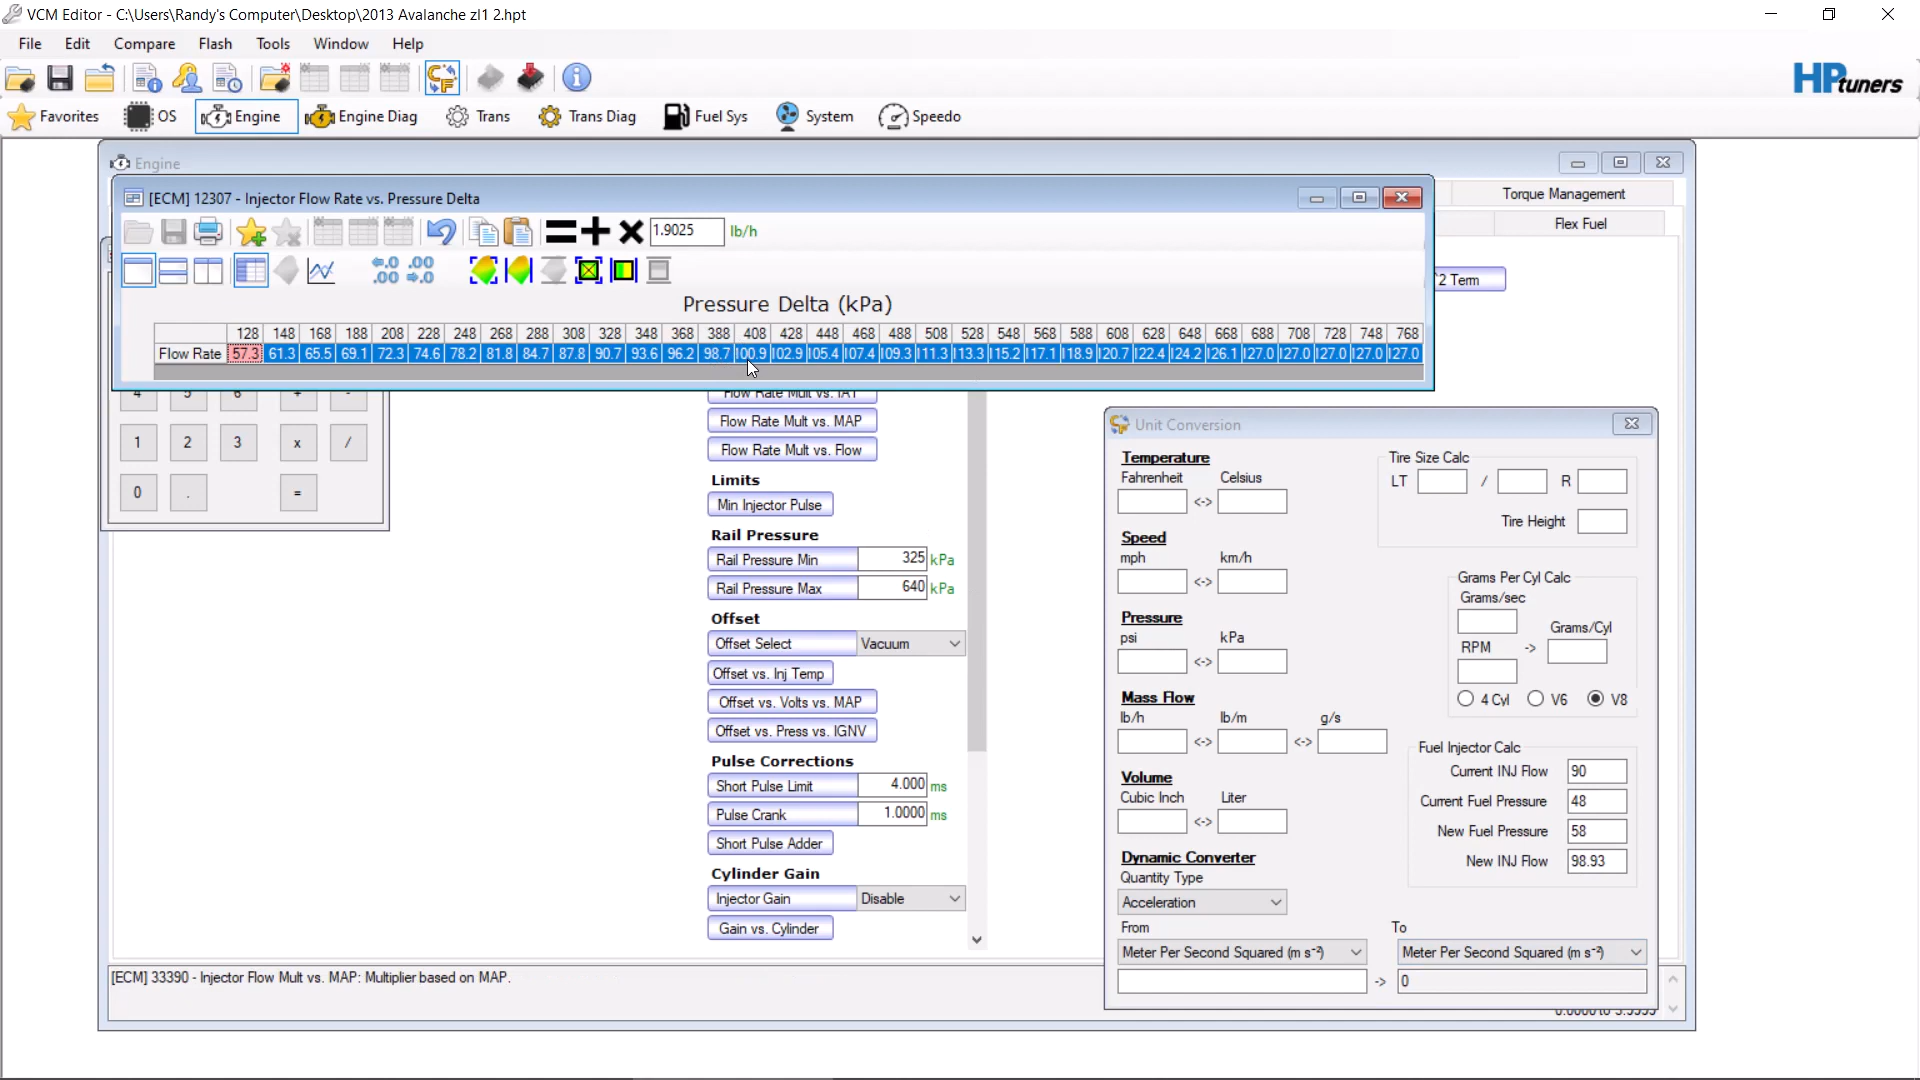 VCM Editor - C:\Users\Randy's Computer\Desktop\2013 Avalanche zl1 2.hpt
File Edit Compare Flash Tools Window Help
HPtuners
Favorites OS Engine Engine Diag Trans Trans Diag Fuel Sys System Speedo
Engine
[ECM] 12307 - Injector Flow Rate vs. Pressure Delta
Torque Management
Flex Fuel
1.9025 lb/h
^2 Term
Pressure Delta (kPa)
128 148 168 188 208 228 248 268 288 308 328 348 368 388 408 428 448 468 488 508 528 548 568 588 608 628 648 668 688 708 728 748 768
Flow Rate 57.3 61.3 65.5 69.1 72.3 74.6 78.2 81.8 84.7 87.8 90.7 93.6 96.2 98.7 100.9 102.9 105.4 107.4 109.3 111.3 113.3 115.2 117.1 118.9 120.7 122.4 124.2 126.1 127.0 127.0 127.0 127.0 127.0
4 5 6 + -
1 2 3 x /
0 . =
Flow Rate Mult vs. IAT
Flow Rate Mult vs. MAP
Flow Rate Mult vs. Flow
Limits
Min Injector Pulse
Rail Pressure
Rail Pressure Min 325 kPa
Rail Pressure Max 640 kPa
Offset
Offset Select Vacuum
Offset vs. Inj Temp
Offset vs. Volts vs. MAP
Offset vs. Press vs. IGNV
Pulse Corrections
Short Pulse Limit 4.000 ms
Pulse Crank 1.0000 ms
Short Pulse Adder
Cylinder Gain
Injector Gain Disable
Gain vs. Cylinder
Unit Conversion
Temperature
Fahrenheit Celsius
<->
Speed
mph km/h
<->
Pressure
psi kPa
<->
Mass Flow
lb/h lb/m g/s
<-> <->
Volume
Cubic Inch Liter
<->
Dynamic Converter
Quantity Type
Acceleration
From To
Meter Per Second Squared (m s⁻²) Meter Per Second Squared (m s⁻²)
-> 0
Tire Size Calc
LT / R
Tire Height
Grams Per Cyl Calc
Grams/sec
Grams/Cyl
RPM ->
4 Cyl V6 V8
Fuel Injector Calc
Current INJ Flow 90
Current Fuel Pressure 48
New Fuel Pressure 58
New INJ Flow 98.93
[ECM] 33390 - Injector Flow Mult vs. MAP: Multiplier based on MAP.